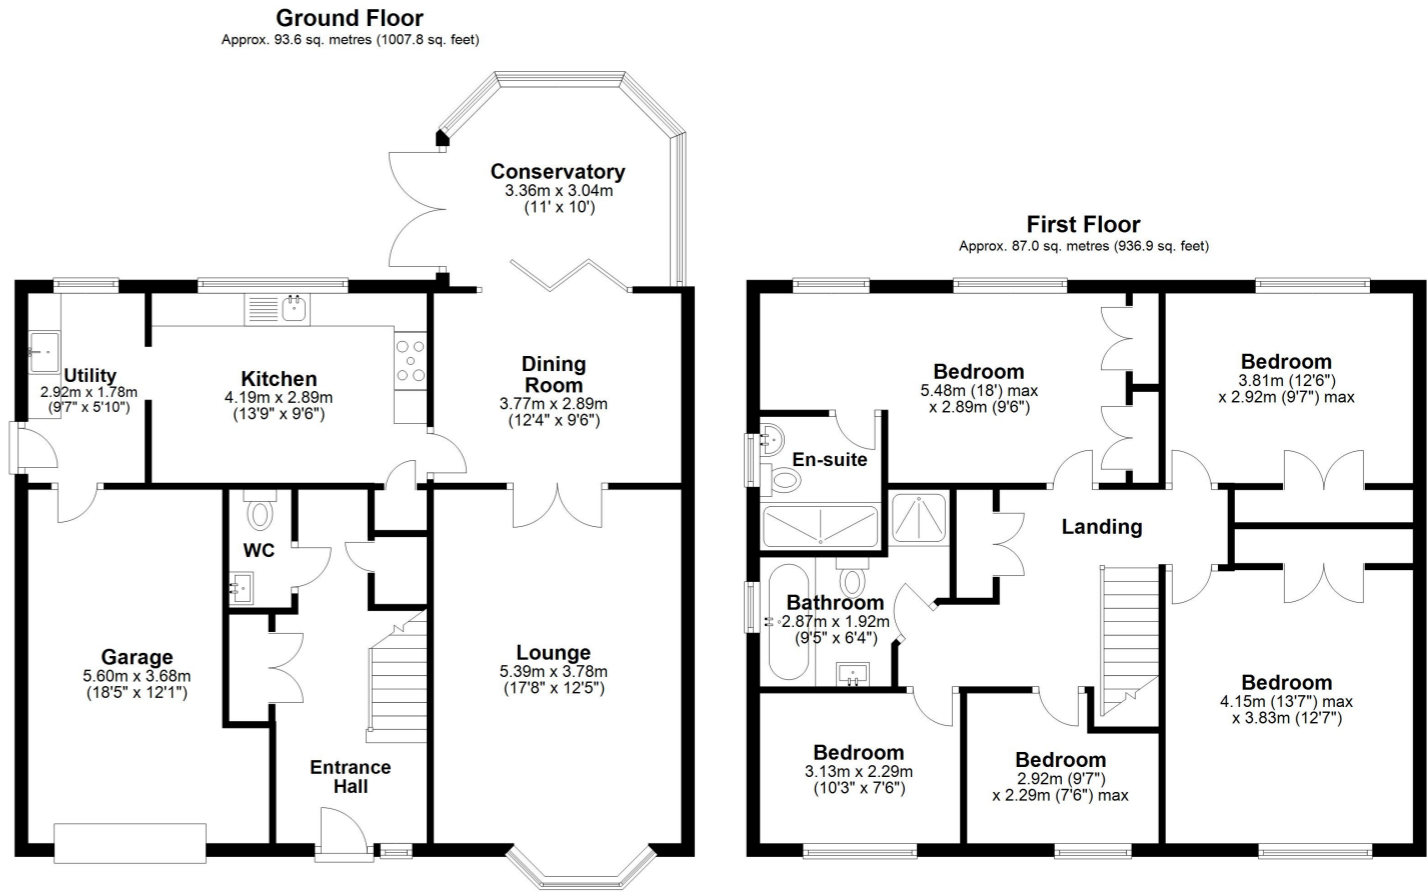 Ground Floor
Approx. 93.6 sq. metres (1007.8 sq. feet)
Conservatory
3.36m x 3.04m
(11' x 10')
Utility
2.92m x 1.78m
(9'7" x 5'10")
Kitchen
4.19m x 2.89m
(13'9" x 9'6")
Dining
Room
3.77m x 2.89m
(12'4" x 9'6")
WC
Garage
5.60m x 3.68m
(18'5" x 12'1")
Lounge
5.39m x 3.78m
(17'8" x 12'5")
Entrance
Hall
First Floor
Approx. 87.0 sq. metres (936.9 sq. feet)
Bedroom
5.48m (18') max
x 2.89m (9'6")
Bedroom
3.81m (12'6")
x 2.92m (9'7") max
En-suite
Landing
Bathroom
2.87m x 1.92m
(9'5" x 6'4")
Bedroom
4.15m (13'7") max
x 3.83m (12'7")
Bedroom
3.13m x 2.29m
(10'3" x 7'6")
Bedroom
2.92m (9'7")
x 2.29m (7'6") max